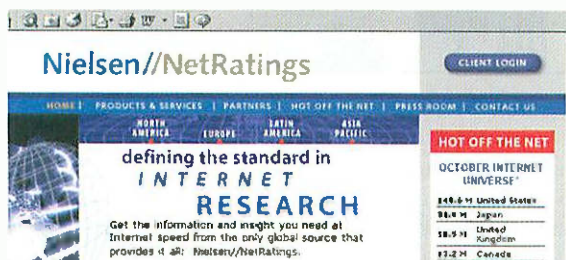 Nielsen//NetRatings
CLIENT LOGIN
HOME | PRODUCTS & SERVICES | PARTNERS | HOT OFF THE NET | PRESS ROOM | CONTACT US
NORTH AMERICA EUROPE LATIN AMERICA ASIA PACIFIC
defining the standard in
INTERNET
RESEARCH
Get the information and insight you need at
Internet speed from the only global source that
provides it all: Nielsen//NetRatings.
HOT OFF THE NET
OCTOBER INTERNET
UNIVERSE*
United States
Japan
United
Kingdom
Canada